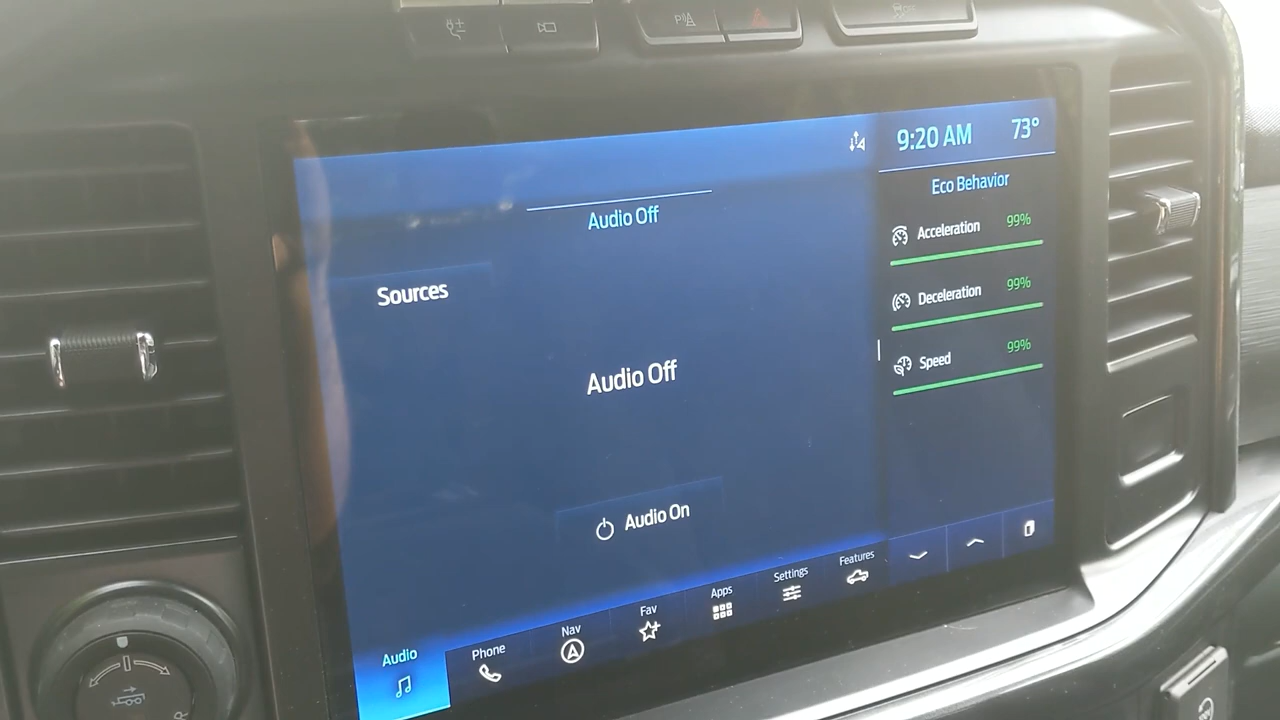 OFF
9:20 AM 73°
Eco Behavior
Audio Off
Acceleration 99%
Sources
Deceleration 99%
Speed 99%
Audio Off
Audio On
Audio
Phone
Nav
Fav
Apps
Settings
Features